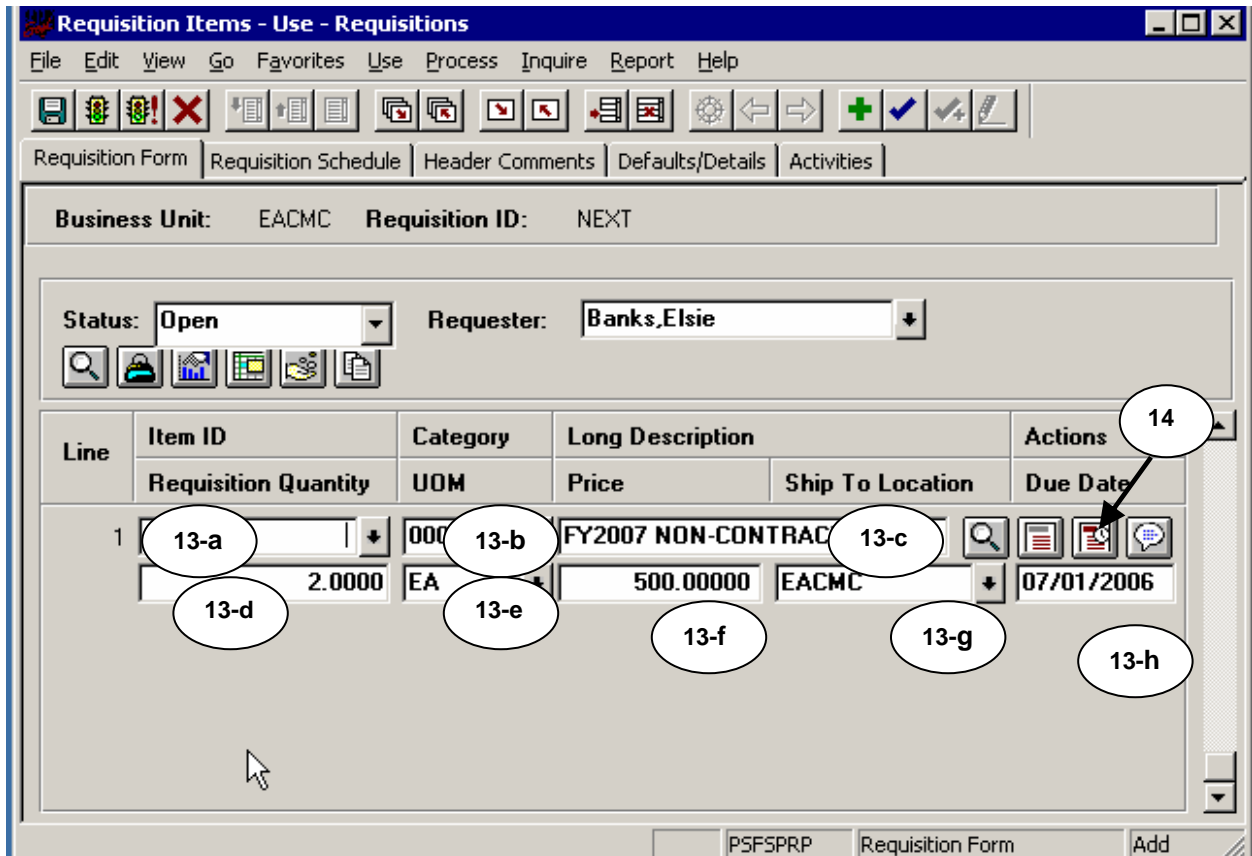 Requisition Items - Use - Requisitions
File Edit View Go Favorites Use Process Inquire Report Help
Requisition Form Requisition Schedule Header Comments Defaults/Details Activities
Business Unit: EACMC Requisition ID: NEXT
Status: Open Requester: Banks,Elsie
14
Line Item ID Category Long Description Actions
Requisition Quantity UOM Price Ship To Location Due Date
1 13-a 13-b FY2007 NON-CONTRAC 13-c
2.0000 EA 500.00000 EACMC 07/01/2006
13-d 13-e 13-f 13-g 13-h
PSFSPRP Requisition Form Add